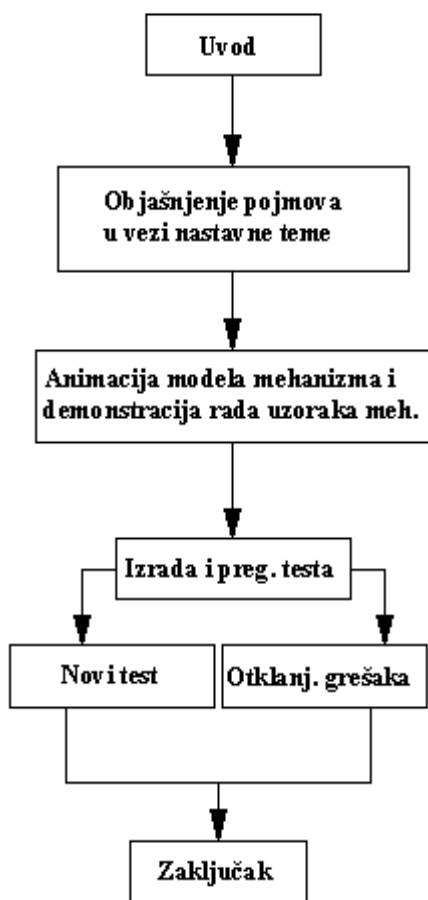 Uvod
Objašnjenje pojmova
u vezi nastavne teme
Animacija modela mehanizma i
demonstracija rada uzoraka meh.
Izrada i preg. testa
Novi test
Otklanj. grešaka
Zaključak